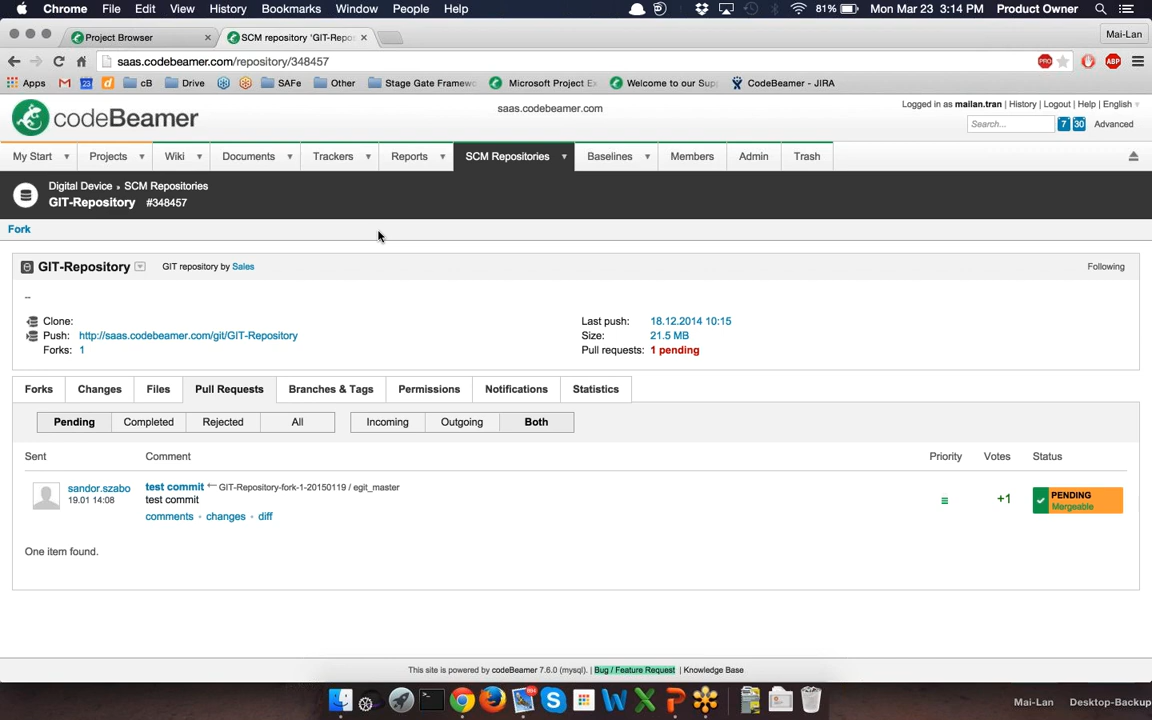 Chrome File Edit View History Bookmarks Window People Help 81% Mon Mar 23 3:14 PM Product Owner
Project Browser × SCM repository 'GIT-Repos × Mai-Lan
saas.codebeamer.com/repository/348457
Apps 23 cB Drive SAFe Other Stage Gate Framew Microsoft Project Ex Welcome to our Supp CodeBeamer - JIRA
codeBeamer saas.codebeamer.com Logged in as mailan.tran | History | Logout | Help | English
Search... 7 30 Advanced
My Start Projects Wiki Documents Trackers Reports SCM Repositories Baselines Members Admin Trash
Digital Device » SCM Repositories
GIT-Repository #348457
Fork
GIT-Repository GIT repository by Sales Following
--
Clone: Last push: 18.12.2014 10:15
Push: http://saas.codebeamer.com/git/GIT-Repository Size: 21.5 MB
Forks: 1 Pull requests: 1 pending
Forks Changes Files Pull Requests Branches & Tags Permissions Notifications Statistics
Pending Completed Rejected All Incoming Outgoing Both
Sent Comment Priority Votes Status
sandor.szabo test commit ← GIT-Repository-fork-1-20150119 / egit_master
19.01 14:08 test commit +1 PENDING
Mergeable
comments · changes · diff
One item found.
This site is powered by codeBeamer 7.6.0 (mysql). | Bug / Feature Request | Knowledge Base
Mai-Lan Desktop-Backup